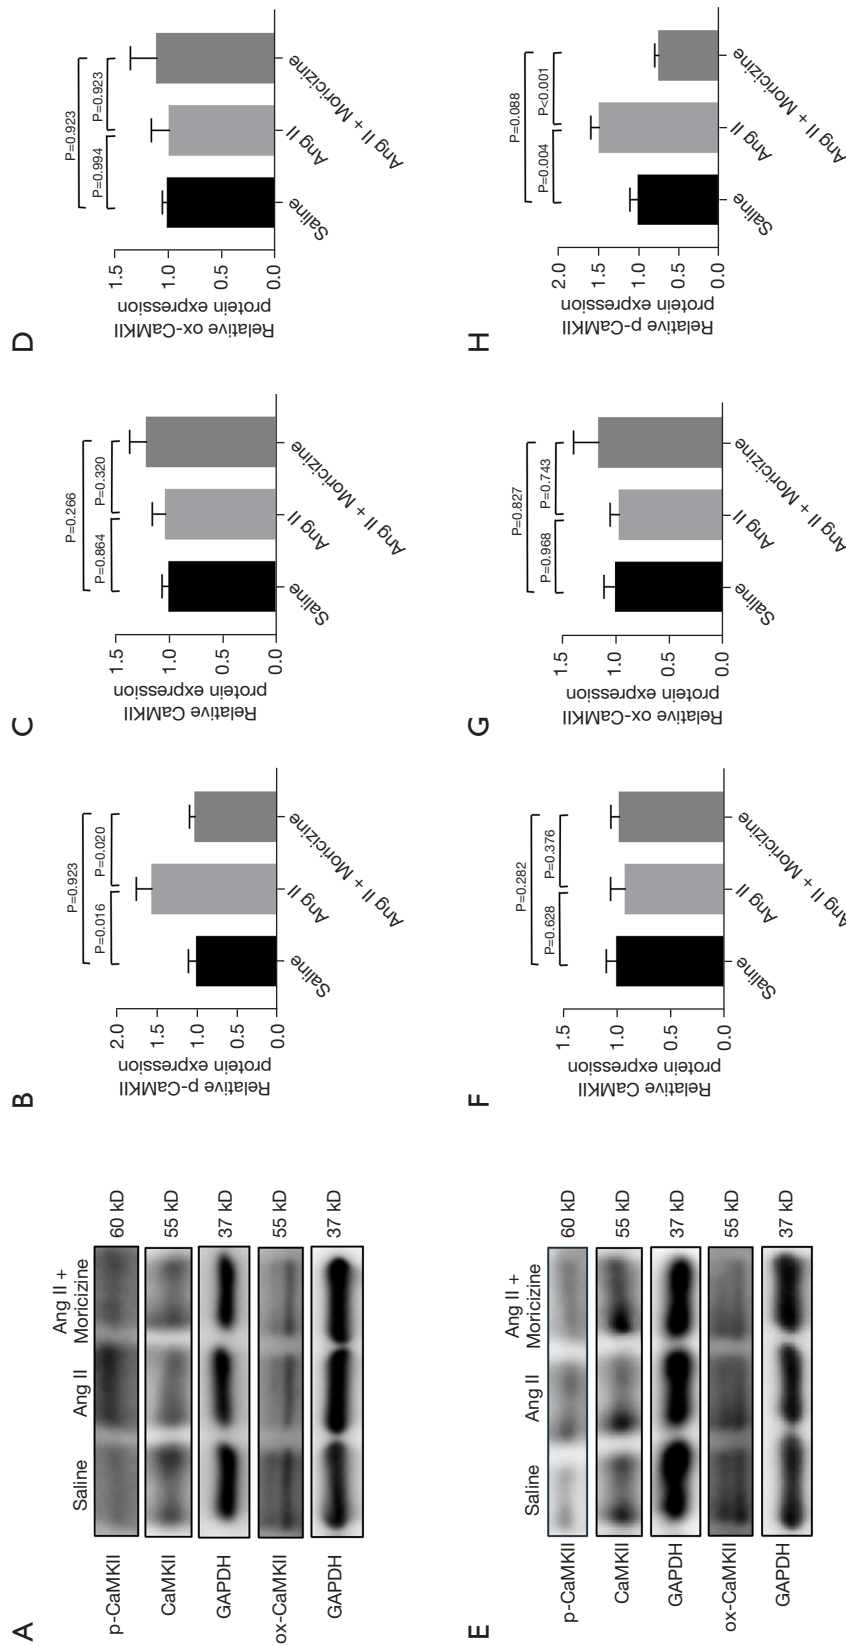 A
Saline
Ang II
Ang II +
Moricizine
p-CaMKII
60 kD
CaMKII
55 kD
GAPDH
37 kD
ox-CaMKII
55 kD
GAPDH
37 kD
B
Relative p-CaMKII
protein expression
2.0
1.5
1.0
0.5
0.0
P=0.923
P=0.016
P=0.020
Saline
Ang II
Ang II + Moricizine
C
Relative CaMKII
protein expression
1.5
1.0
0.5
0.0
P=0.266
P=0.864
P=0.320
Saline
Ang II
Ang II + Moricizine
D
Relative ox-CaMKII
protein expression
1.5
1.0
0.5
0.0
P=0.923
P=0.994
P=0.923
Saline
Ang II
Ang II + Moricizine
E
Saline
Ang II
Ang II +
Moricizine
p-CaMKII
60 kD
CaMKII
55 kD
GAPDH
37 kD
ox-CaMKII
55 kD
GAPDH
37 kD
F
Relative CaMKII
protein expression
1.5
1.0
0.5
0.0
P=0.282
P=0.628
P=0.376
Saline
Ang II
Ang II + Moricizine
G
Relative ox-CaMKII
protein expression
1.5
1.0
0.5
0.0
P=0.827
P=0.968
P=0.743
Saline
Ang II
Ang II + Moricizine
H
Relative p-CaMKII
protein expression
2.0
1.5
1.0
0.5
0.0
P=0.088
P=0.004
P<0.001
Saline
Ang II
Ang II + Moricizine